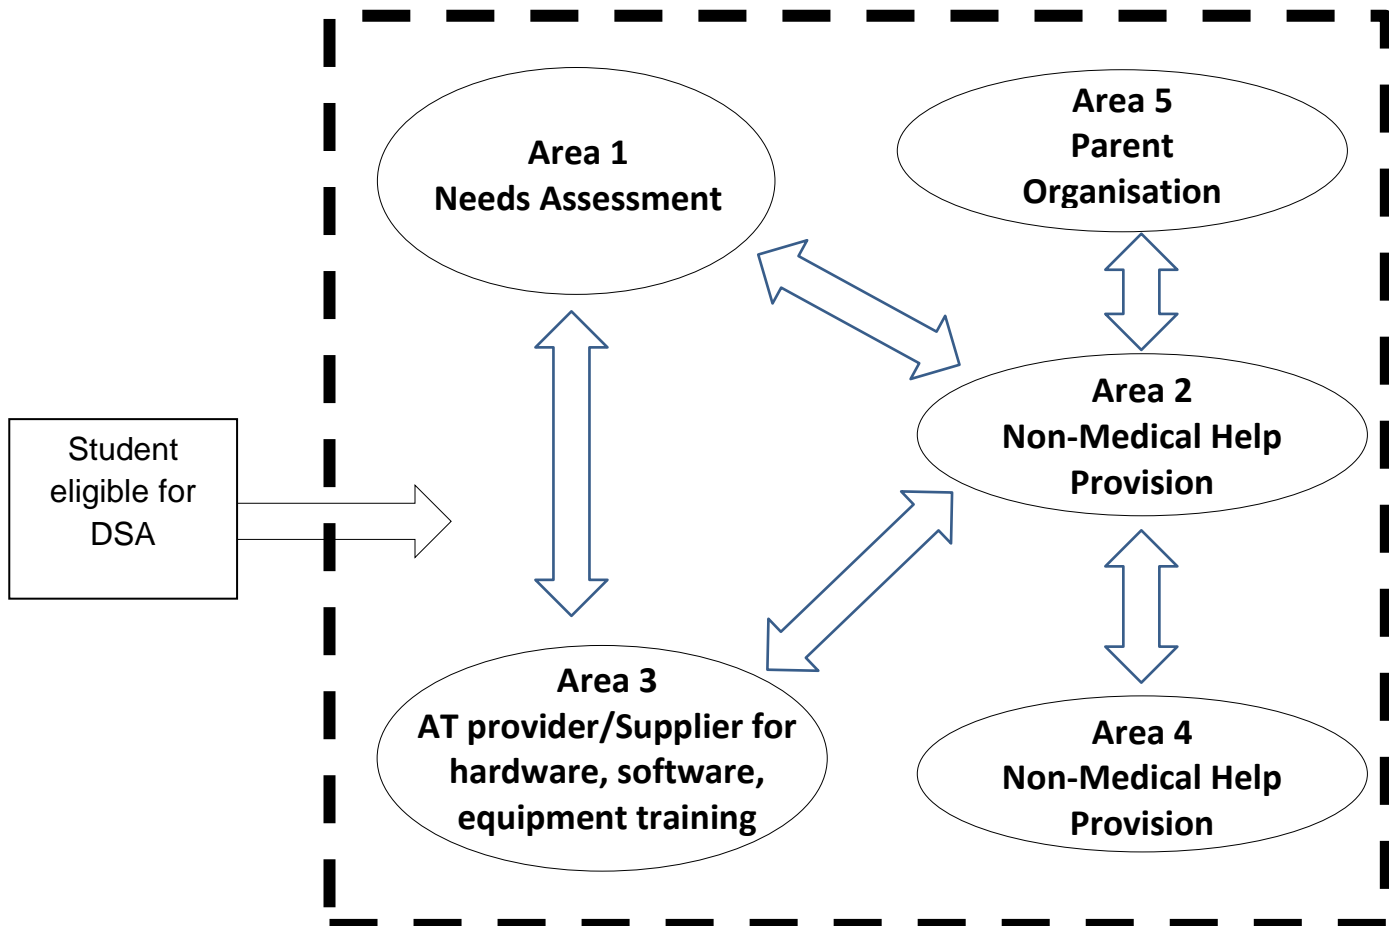 Student
eligible for
DSA
Area 1
Needs Assessment
Area 5
Parent
Organisation
Area 2
Non-Medical Help
Provision
Area 3
AT provider/Supplier for
hardware, software,
equipment training
Area 4
Non-Medical Help
Provision